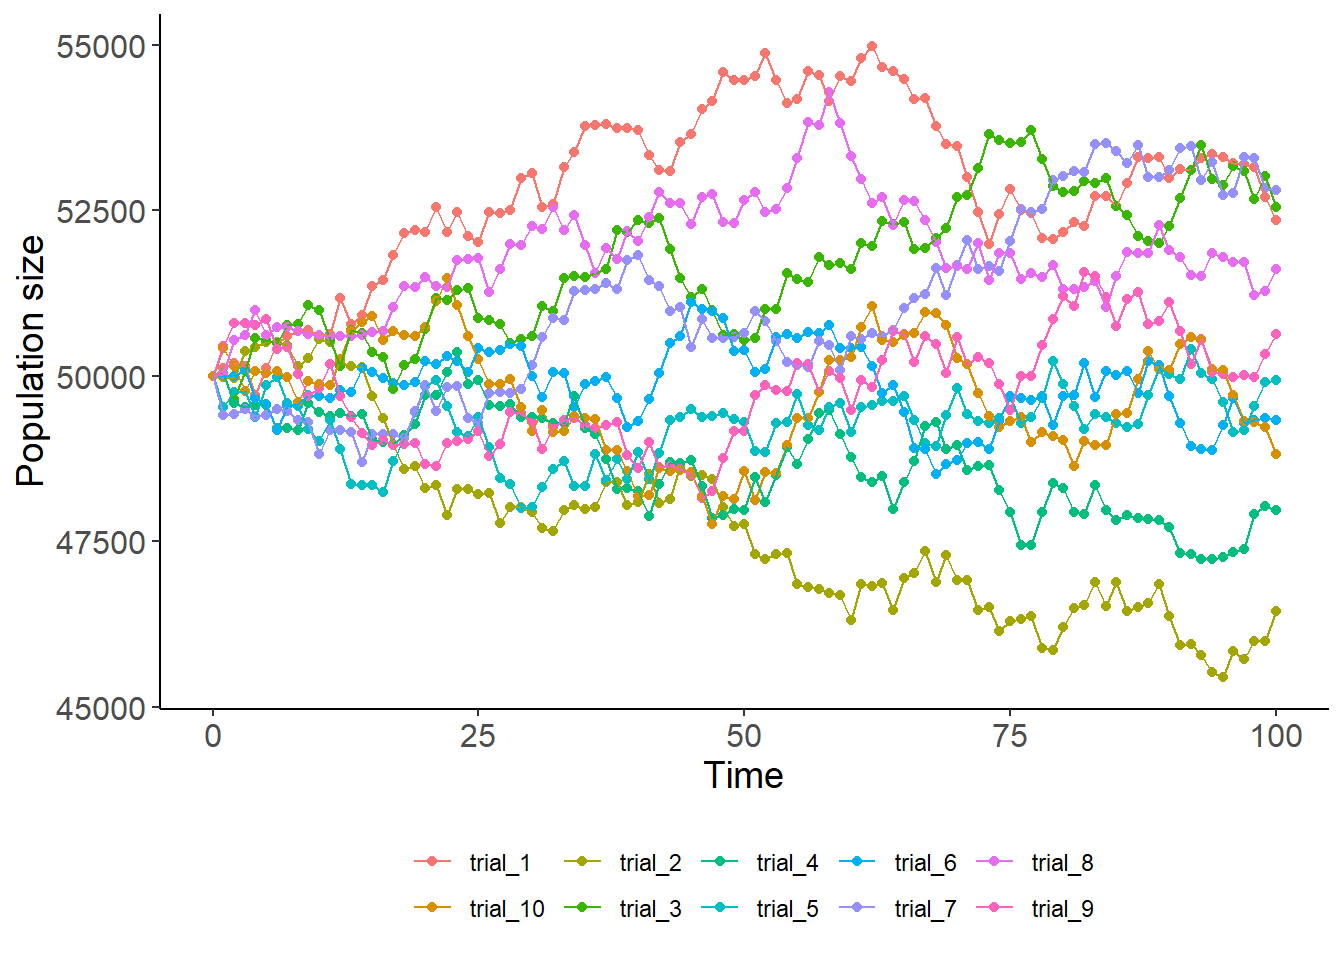 55000
52500
50000
47500
45000
Population size
0 25 50 75 100
Time
trial_1 trial_2 trial_4 trial_6 trial_8
trial_10 trial_3 trial_5 trial_7 trial_9